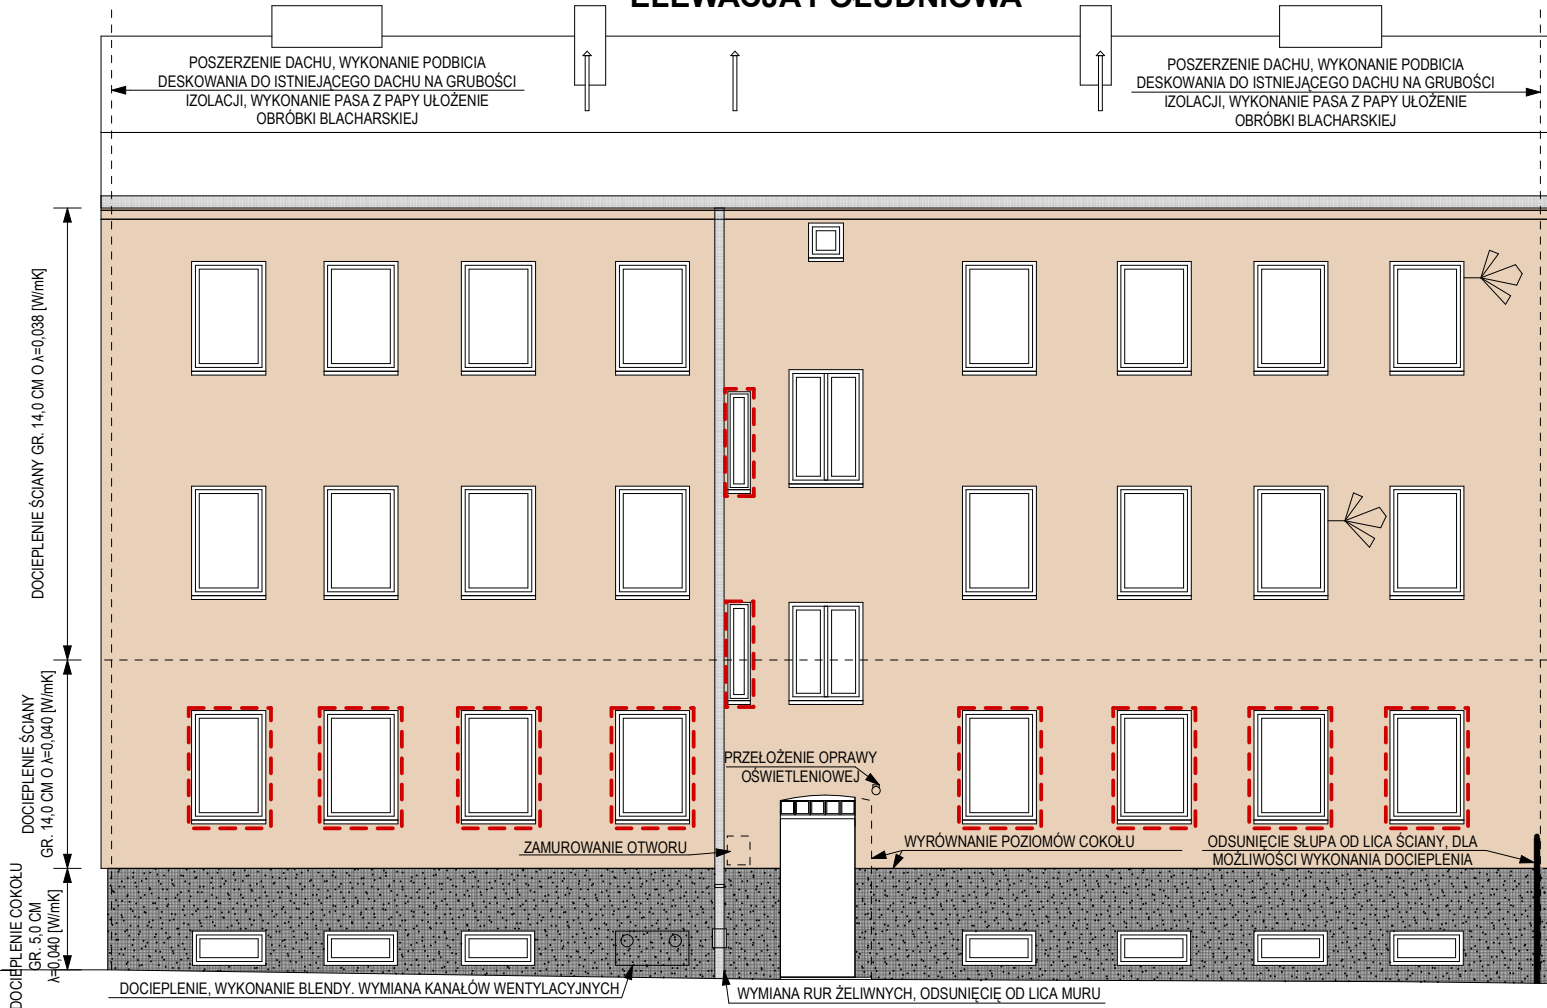 ELEWACJA POŁUDNIOWA
POSZERZENIE DACHU, WYKONANIE PODBICIA
DESKOWANIA DO ISTNIEJĄCEGO DACHU NA GRUBOŚCI
IZOLACJI, WYKONANIE PASA Z PAPY UŁOŻENIE
OBRÓBKI BLACHARSKIEJ
POSZERZENIE DACHU, WYKONANIE PODBICIA
DESKOWANIA DO ISTNIEJĄCEGO DACHU NA GRUBOŚCI
IZOLACJI, WYKONANIE PASA Z PAPY UŁOŻENIE
OBRÓBKI BLACHARSKIEJ
DOCIEPLENIE ŚCIANY GR. 14,0 CM O λ=0,038 [W/mK]
DOCIEPLENIE ŚCIANY
GR. 14,0 CM O λ=0,040 [W/mK]
DOCIEPLENIE COKOŁU
GR. 5,0 CM
λ=0,040 [W/mK]
PRZEŁOŻENIE OPRAWY
OŚWIETLENIOWEJ
ZAMUROWANIE OTWORU
WYRÓWNANIE POZIOMÓW COKOŁU
ODSUNIĘCIE SŁUPA OD LICA ŚCIANY, DLA
MOŻLIWOŚCI WYKONANIA DOCIEPLENIA
DOCIEPLENIE, WYKONANIE BLENDY. WYMIANA KANAŁÓW WENTYLACYJNYCH
WYMIANA RUR ŻELIWNYCH, ODSUNIĘCIE OD LICA MURU